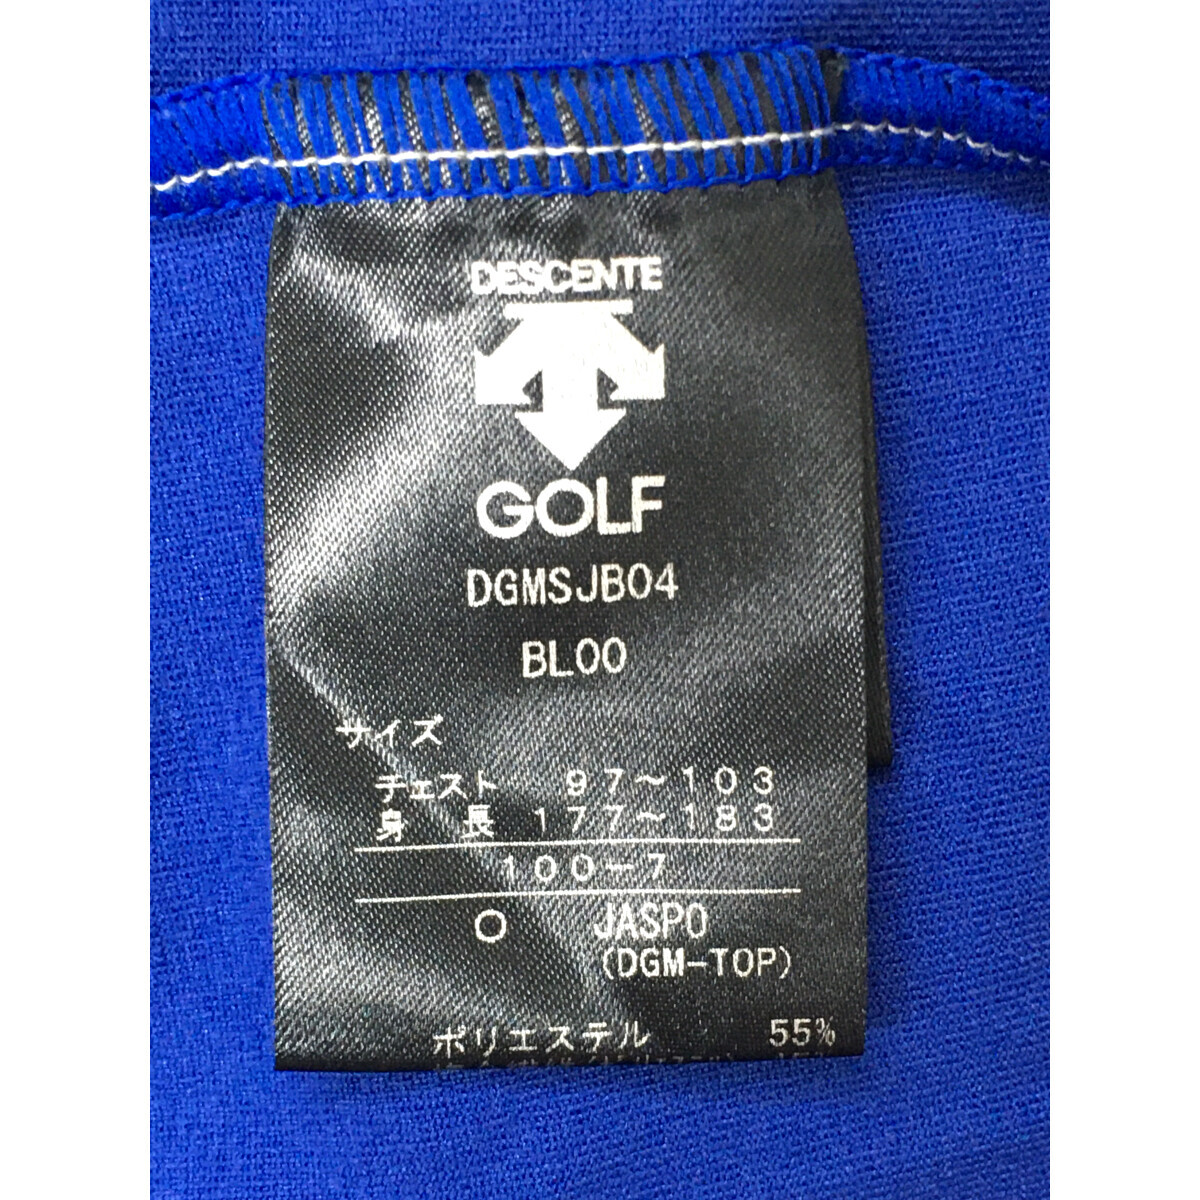 DESCENTE
GOLF
DGMSJB04
BL00
サイズ
チェスト 97~103
身 長 177~183
100-7
O JASPO
(DGM-TOP)
ポリエステル 55%